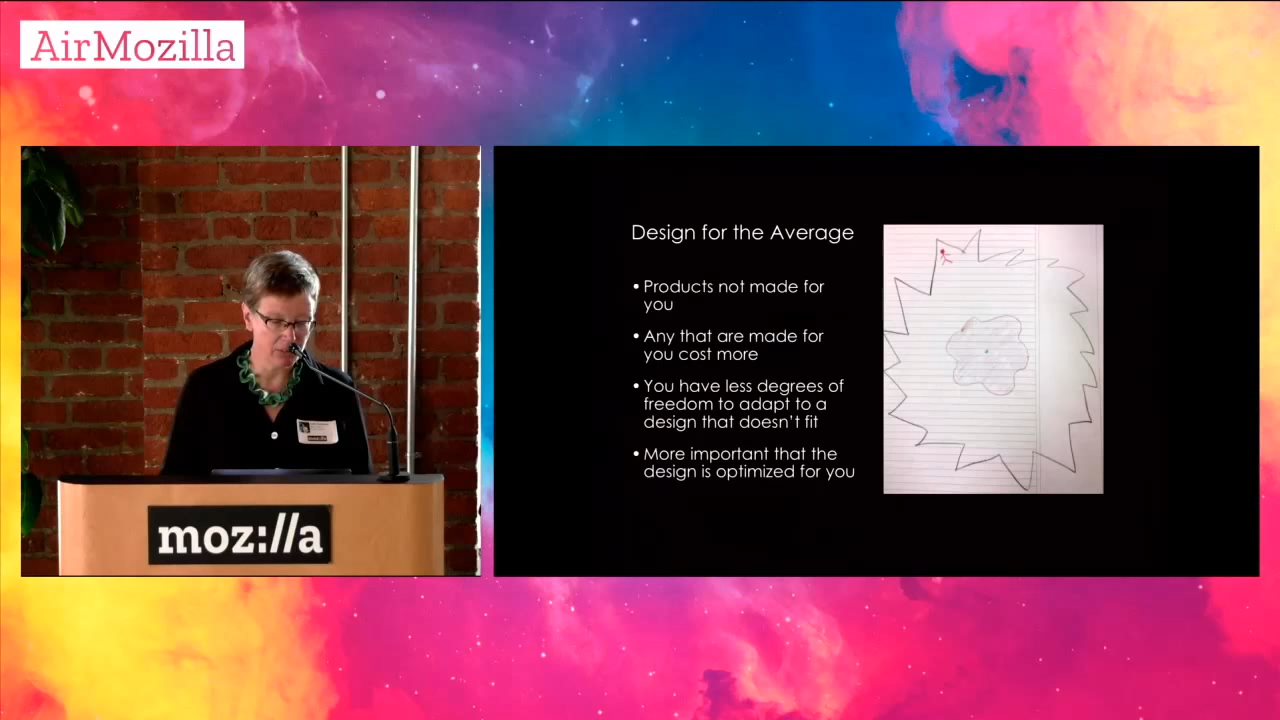 AirMozilla
Design for the Average
• Products not made for
you
• Any that are made for
you cost more
• You have less degrees of
freedom to adapt to a
design that doesn't fit
• More important that the
design is optimized for you
moz://a